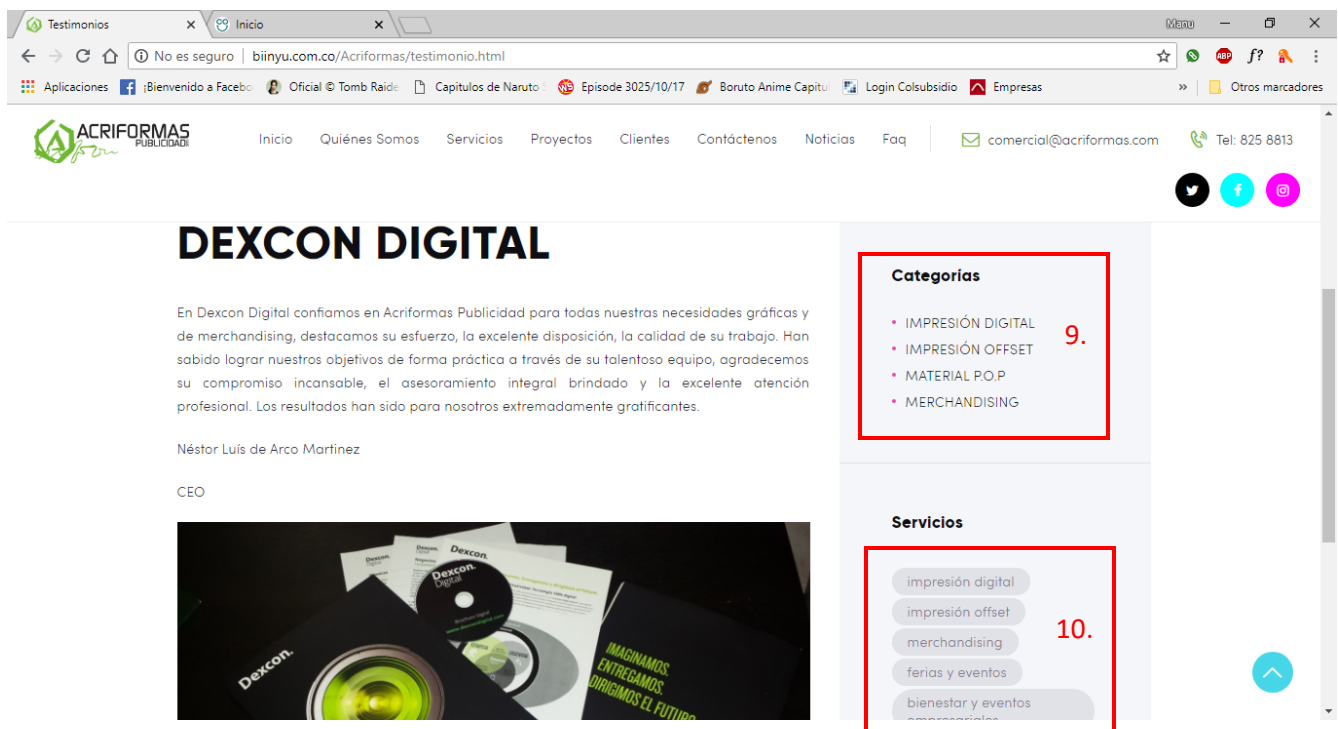 Testimonios
Inicio
Menu
No es seguro | biinyu.com.co/Acriformas/testimonio.html
ABP
f?
Aplicaciones
¡Bienvenido a Facebo
Oficial © Tomb Raide
Capitulos de Naruto S
Episode 3025/10/17
Boruto Anime Capitul
Login Colsubsidio
Empresas
»
Otros marcadores
ACRIFORMAS
PUBLICIDAD
Inicio
Quiénes Somos
Servicios
Proyectos
Clientes
Contáctenos
Noticias
Faq
comercial@acriformas.com
Tel: 825 8813
DEXCON DIGITAL
En Dexcon Digital confiamos en Acriformas Publicidad para todas nuestras necesidades gráficas y
de merchandising, destacamos su esfuerzo, la excelente disposición, la calidad de su trabajo. Han
sabido lograr nuestros objetivos de forma práctica a través de su talentoso equipo, agradecemos
su compromiso incansable, el asesoramiento integral brindado y la excelente atención
profesional. Los resultados han sido para nosotros extremadamente gratificantes.
Néstor Luís de Arco Martinez
CEO
Dexcon.
Dexcon.
Dexcon.
Digital
Dexcon.
IMAGINAMOS.
ENTREGAMOS.
DIRIGIMOS EL FUTURO
Categorías
• IMPRESIÓN DIGITAL
• IMPRESIÓN OFFSET
• MATERIAL P.O.P
• MERCHANDISING
9.
Servicios
impresión digital
impresión offset
merchandising
ferias y eventos
bienestar y eventos
empresariales
10.